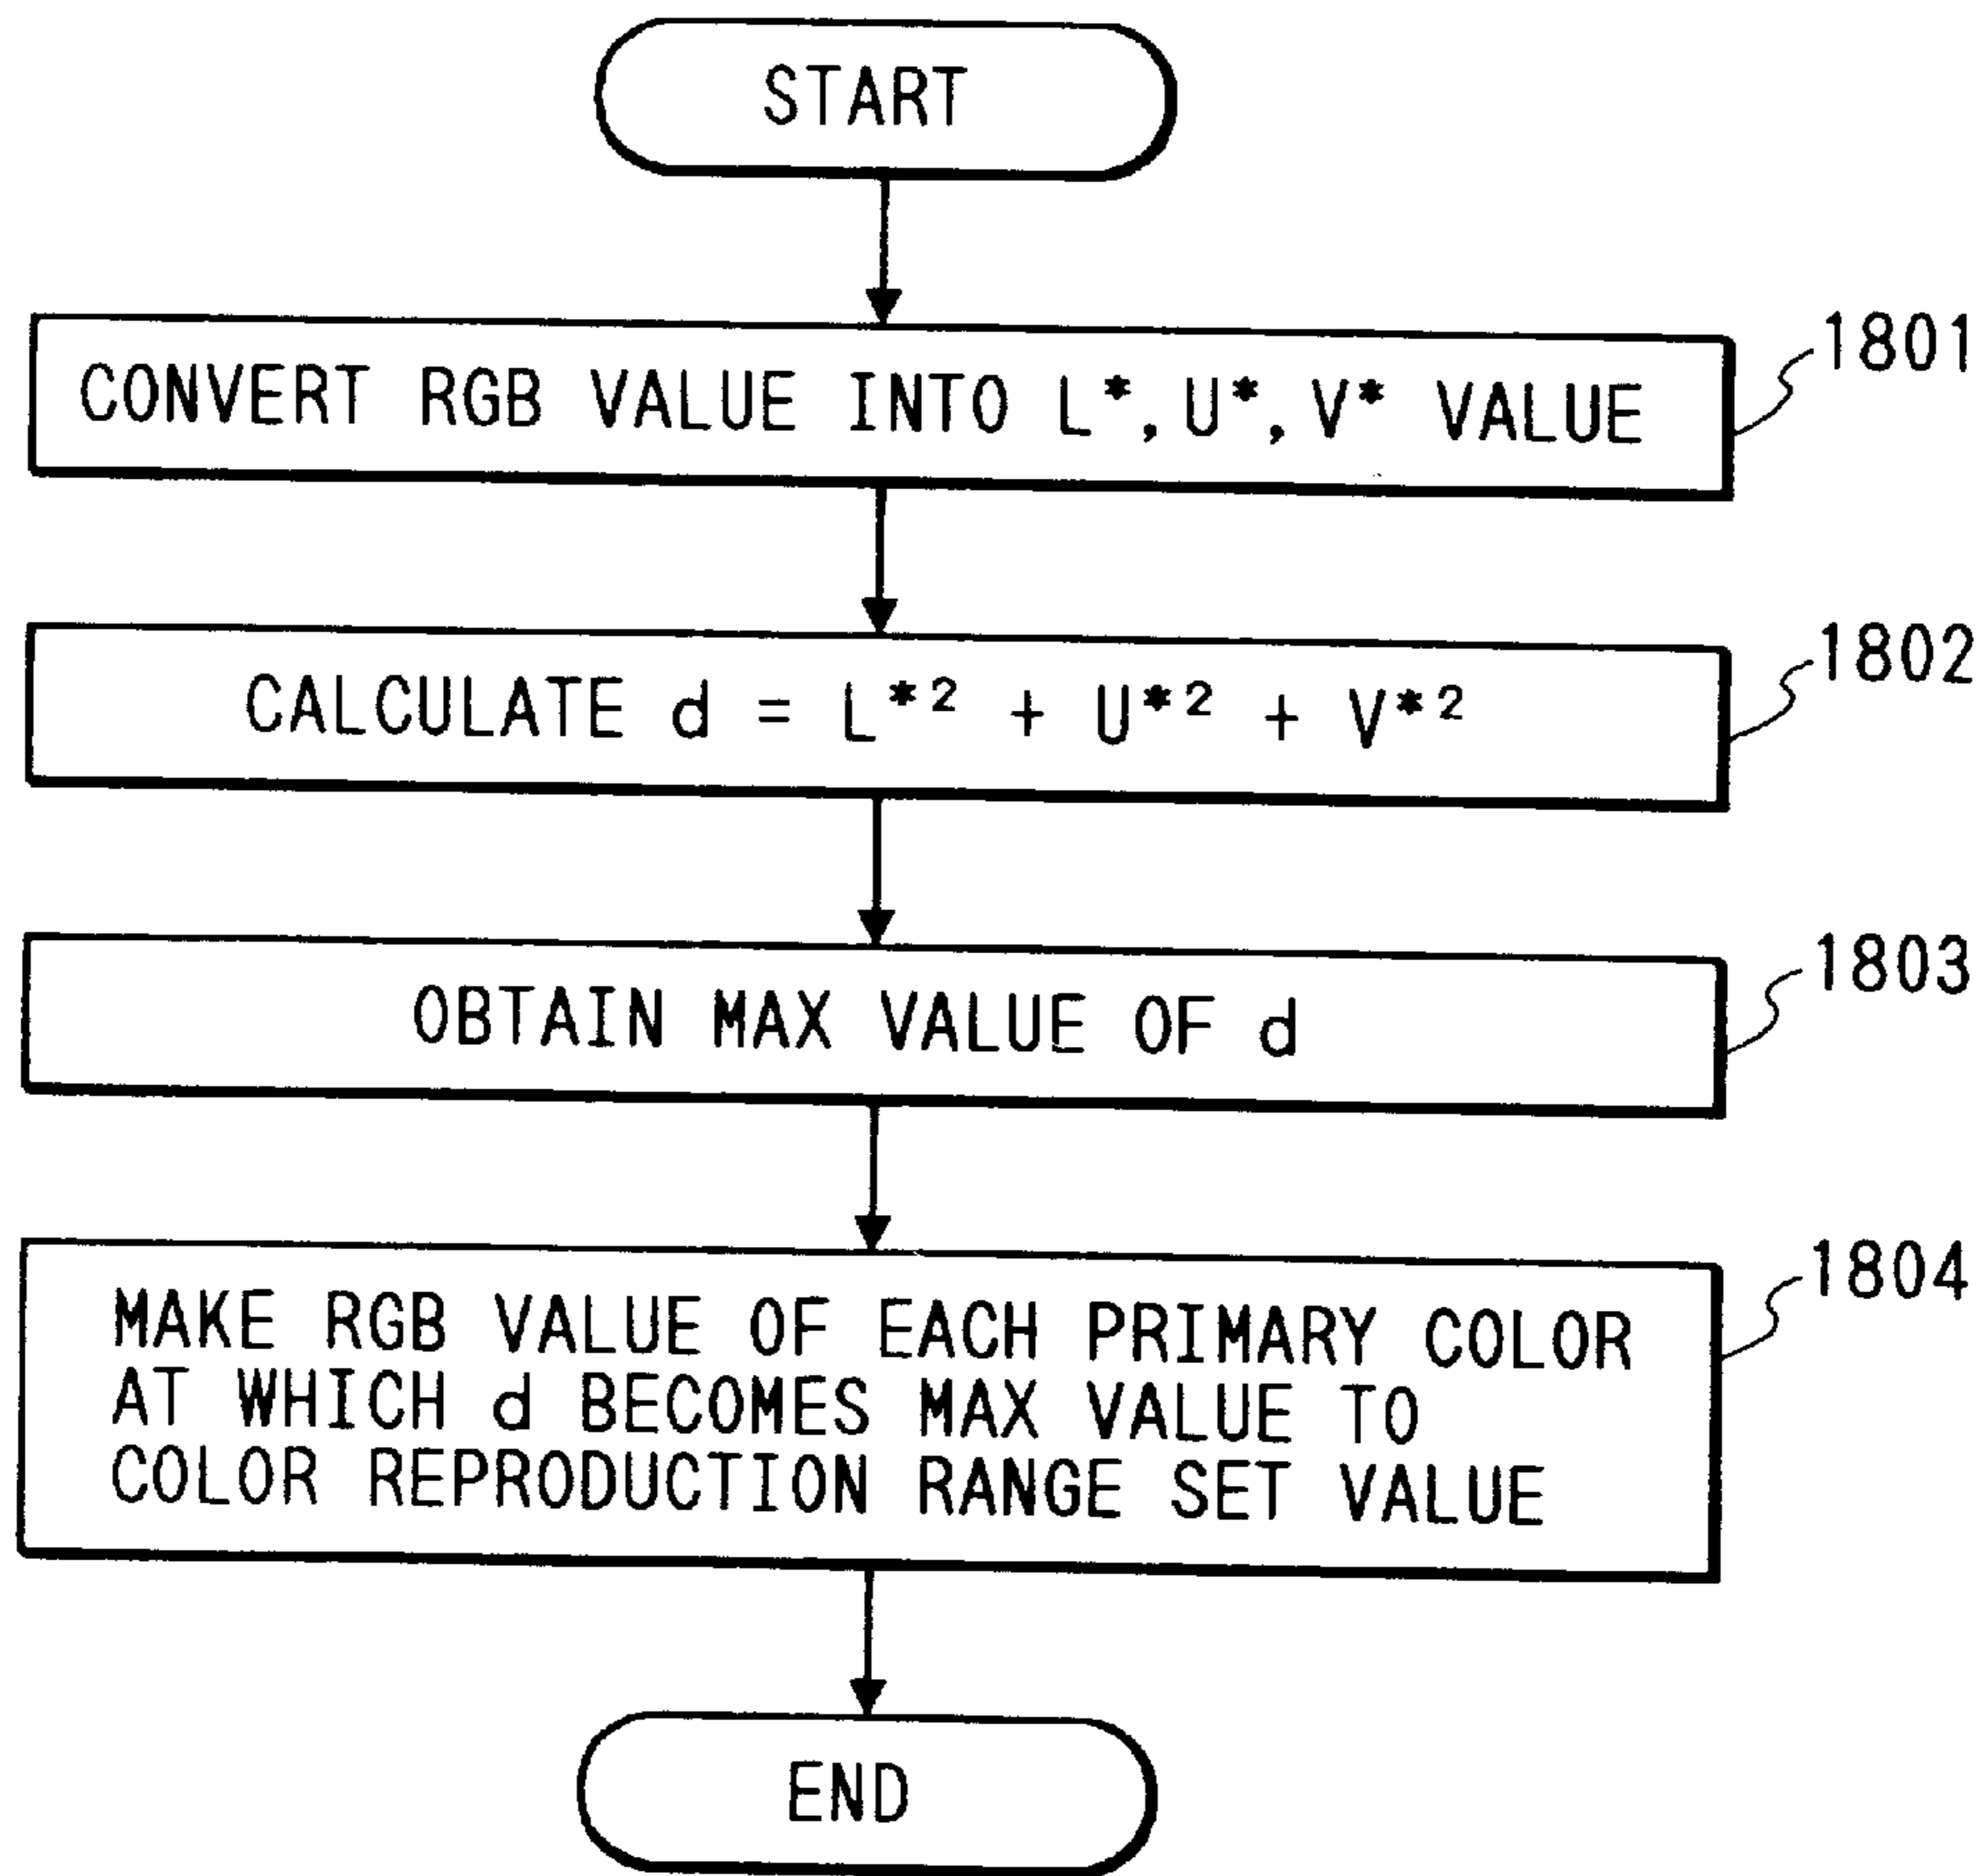 START
CONVERT RGB VALUE INTO L*,U*,V* VALUE
1801
CALCULATE d = L*² + U*² + V*²
1802
OBTAIN MAX VALUE OF d
1803
MAKE RGB VALUE OF EACH PRIMARY COLOR
AT WHICH d BECOMES MAX VALUE TO
COLOR REPRODUCTION RANGE SET VALUE
1804
END